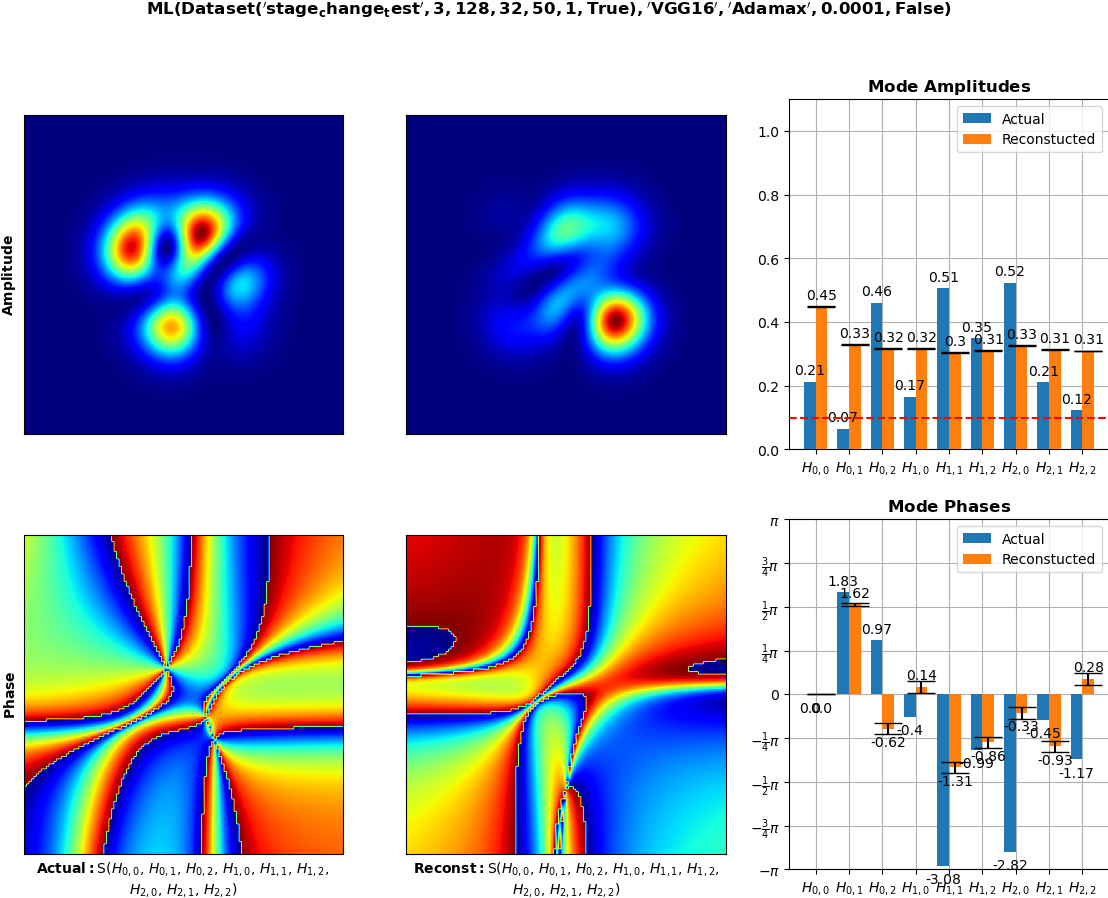 ML(Dataset('stage_change_test', 3, 128, 32, 50, 1, True), 'VGG16', 'Adamax', 0.0001, False)
Amplitude
Mode Amplitudes
Actual
Reconstucted
1.0
0.8
0.6
0.4
0.2
0.0
0.21
0.07
0.46
0.17
0.51
0.35
0.52
0.21
0.12
0.45
0.33
0.32
0.32
0.3
0.31
0.33
0.31
0.31
H0,0 H0,1 H0,2 H1,0 H1,1 H1,2 H2,0 H2,1 H2,2
Phase
Actual: S(H0,0, H0,1, H0,2, H1,0, H1,1, H1,2,
H2,0, H2,1, H2,2)
Reconst: S(H0,0, H0,1, H0,2, H1,0, H1,1, H1,2,
H2,0, H2,1, H2,2)
Mode Phases
Actual
Reconstucted
π
3/4π
1/2π
1/4π
0
−1/4π
−1/2π
−3/4π
−π
0.0
1.83
0.97
-0.4
-3.08
-0.99
-2.82
-0.45
-1.17
0.0
1.62
-0.62
0.14
-1.31
-0.86
-0.33
-0.93
0.28
H0,0 H0,1 H0,2 H1,0 H1,1 H1,2 H2,0 H2,1 H2,2